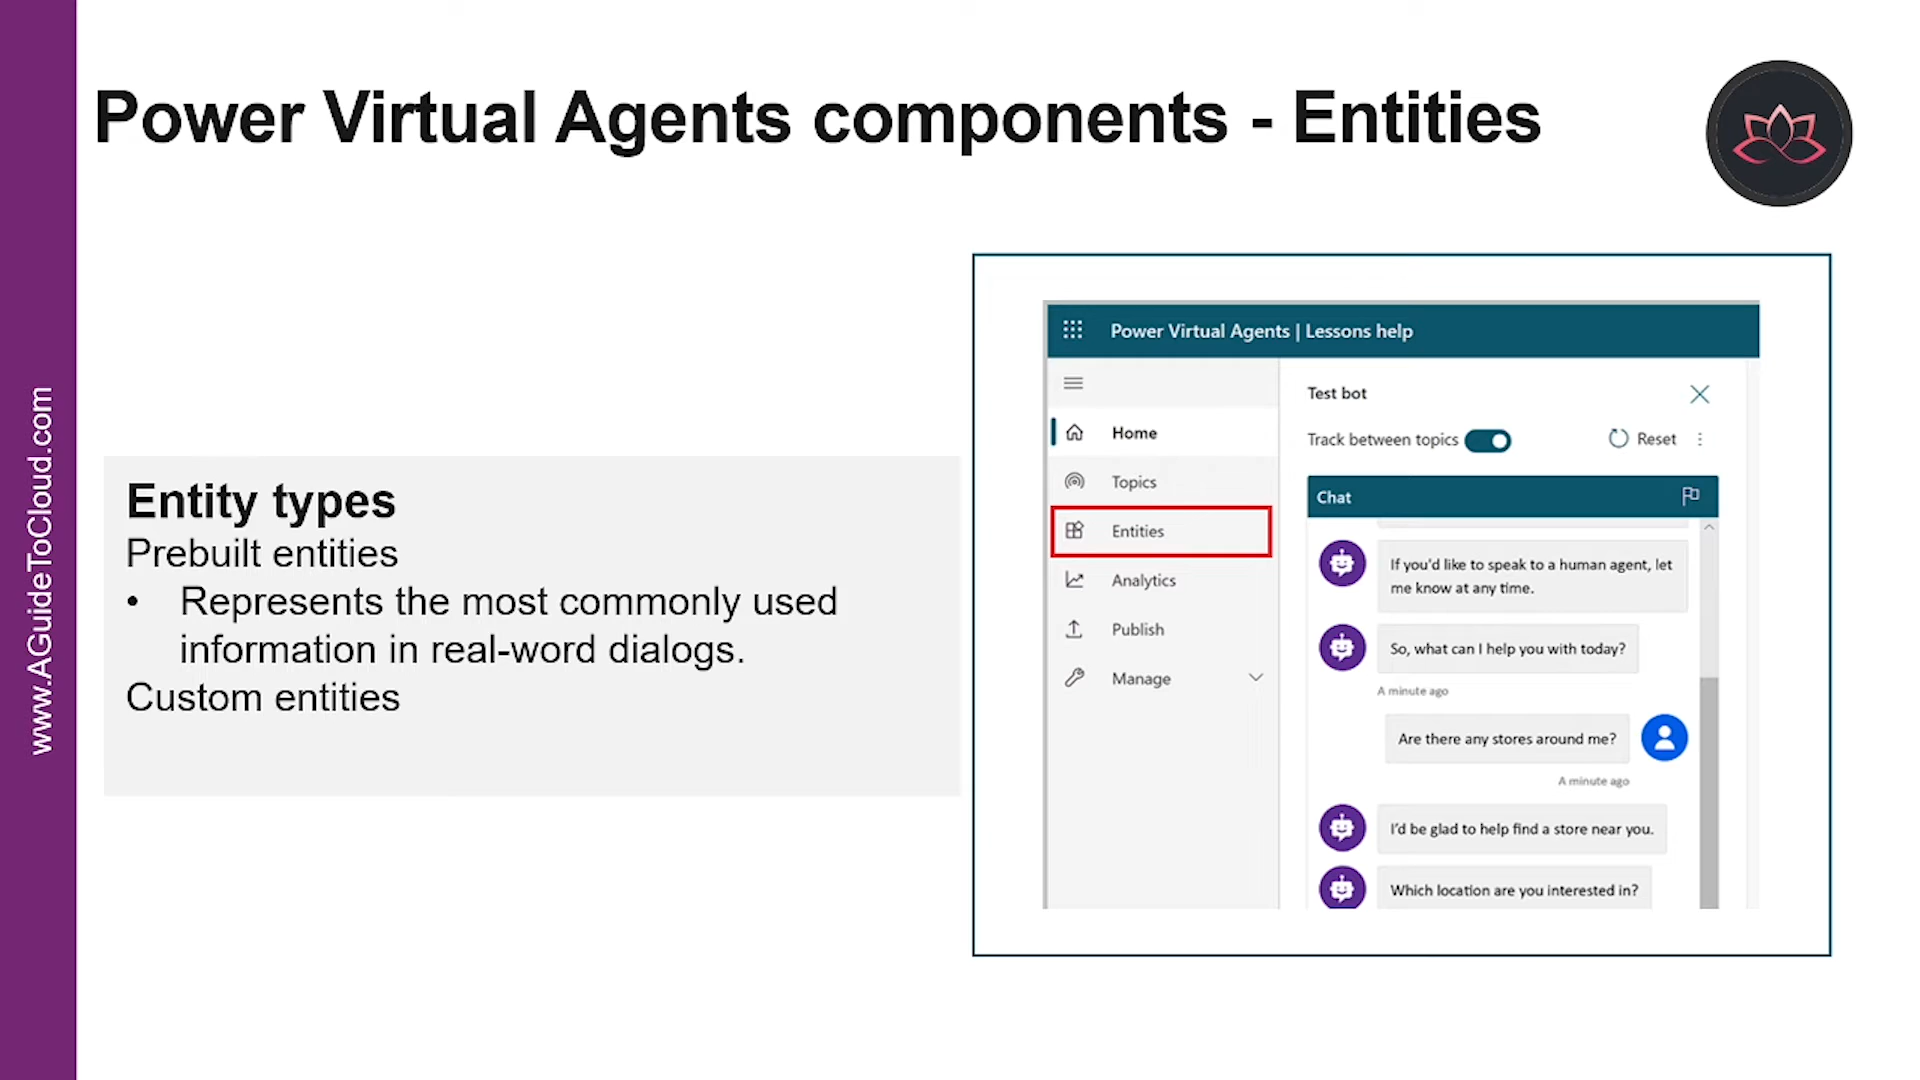 Power Virtual Agents components - Entities
www.AGuideToCloud.com
Entity types
Prebuilt entities
• Represents the most commonly used
information in real-word dialogs.
Custom entities
Power Virtual Agents | Lessons help
Home
Topics
Entities
Analytics
Publish
Manage
Test bot
Track between topics
Reset
Chat
If you'd like to speak to a human agent, let
me know at any time.
So, what can I help you with today?
A minute ago
Are there any stores around me?
A minute ago
I'd be glad to help find a store near you.
Which location are you interested in?